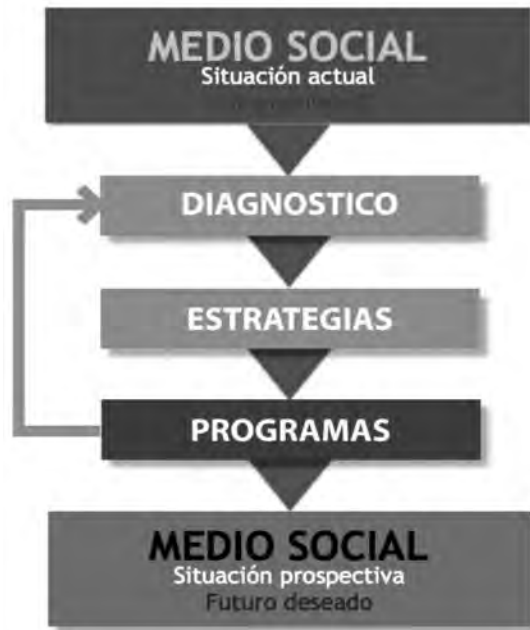 MEDIO SOCIAL
Situación actual
DIAGNOSTICO
ESTRATEGIAS
PROGRAMAS
MEDIO SOCIAL
Situación prospectiva
Futuro deseado